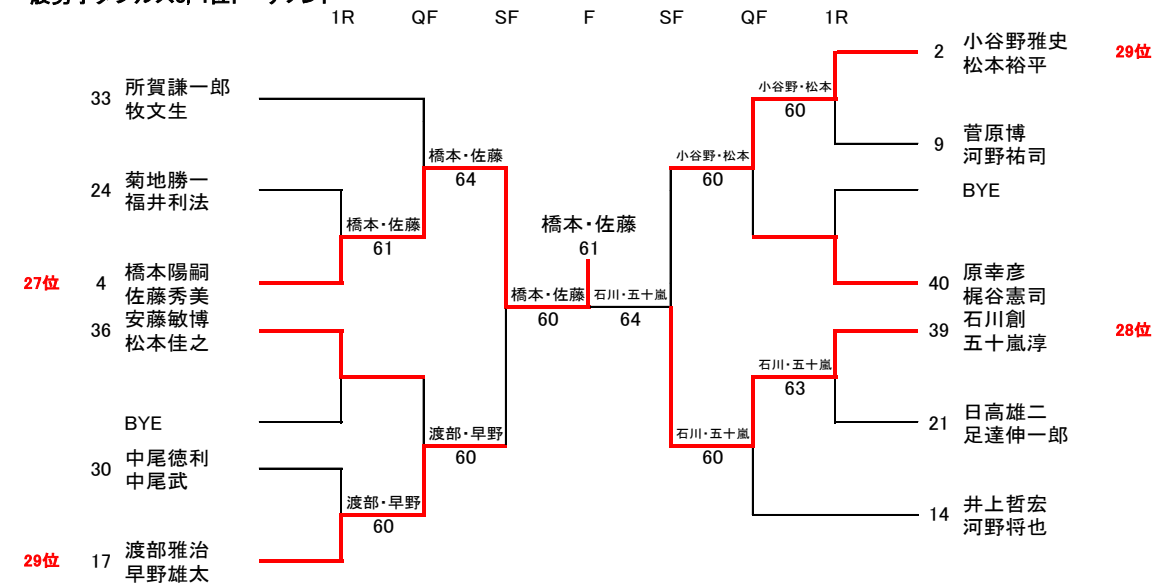 1R QF SF F SF QF 1R
33 所賀謙一郎
牧文生
24 菊地勝一
福井利法
27位 4 橋本陽嗣
佐藤秀美
36 安藤敏博
松本佳之
BYE
30 中尾徳利
中尾武
29位 17 渡部雅治
早野雄太
橋本・佐藤
61
渡部・早野
60
橋本・佐藤
64
渡部・早野
60
橋本・佐藤
60
橋本・佐藤
61
石川・五十嵐
64
小谷野・松本
60
石川・五十嵐
60
小谷野・松本
60
石川・五十嵐
63
2 小谷野雅史 29位
松本裕平
9 菅原博
河野祐司
BYE
40 原幸彦
梶谷憲司
39 石川創 28位
五十嵐淳
21 日高雄二
足達伸一郎
14 井上哲宏
河野将也